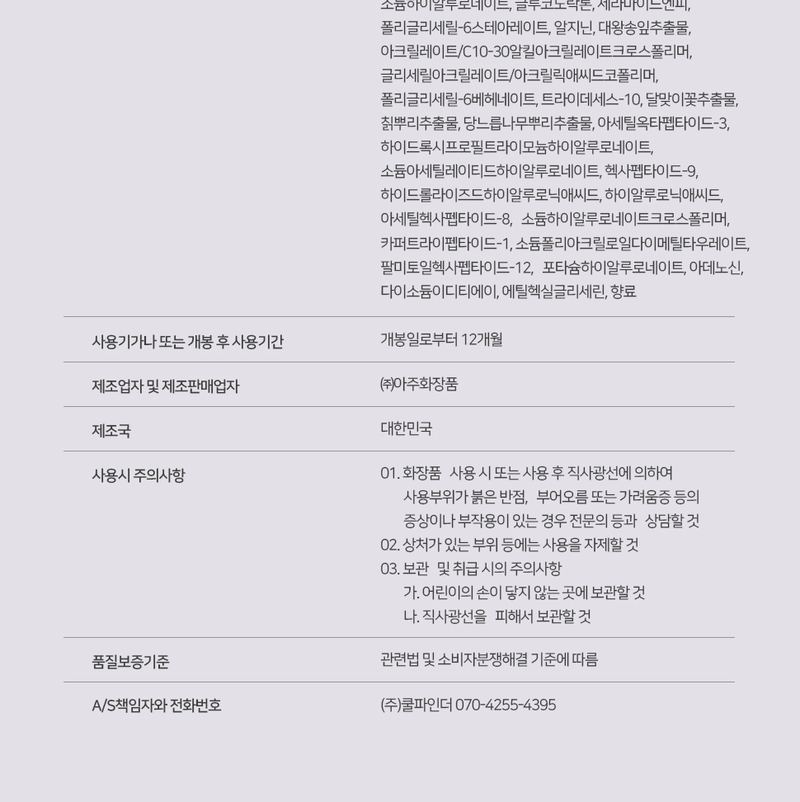 소듐하이알루로네이트, 글루코노락톤, 세라마이드엔피,
폴리글리세릴-6스테아레이트, 알지닌, 대왕송잎추출물,
아크릴레이트/C10-30알킬아크릴레이트크로스폴리머,
글리세릴아크릴레이트/아크릴릭애씨드코폴리머,
폴리글리세릴-6베헤네이트, 트라이데세스-10, 달맞이꽃추출물,
칡뿌리추출물, 당느릅나무뿌리추출물, 아세틸옥타펩타이드-3,
하이드록시프로필트라이모늄하이알루로네이트,
소듐아세틸레이티드하이알루로네이트, 헥사펩타이드-9,
하이드롤라이즈드하이알루로닉애씨드, 하이알루로닉애씨드,
아세틸헥사펩타이드-8, 소듐하이알루로네이트크로스폴리머,
카퍼트라이펩타이드-1, 소듐폴리아크릴로일다이메틸타우레이트,
팔미토일헥사펩타이드-12, 포타슘하이알루로네이트, 아데노신,
다이소듐이디티에이, 에틸헥실글리세린, 향료
사용기가나 또는 개봉 후 사용기간 개봉일로부터 12개월
제조업자 및 제조판매업자 ㈜아주화장품
제조국 대한민국
사용시 주의사항 01. 화장품 사용 시 또는 사용 후 직사광선에 의하여
사용부위가 붉은 반점, 부어오름 또는 가려움증 등의
증상이나 부작용이 있는 경우 전문의 등과 상담할 것
02. 상처가 있는 부위 등에는 사용을 자제할 것
03. 보관 및 취급 시의 주의사항
가. 어린이의 손이 닿지 않는 곳에 보관할 것
나. 직사광선을 피해서 보관할 것
품질보증기준 관련법 및 소비자분쟁해결 기준에 따름
A/S책임자와 전화번호 (주)쿨파인더 070-4255-4395